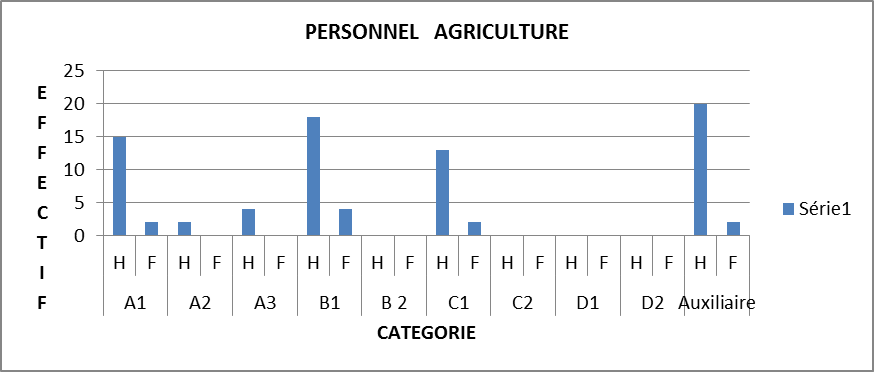 PERSONNEL AGRICULTURE
EFFECTIF
25
20
15
10
5
0
H F H F H F H F H F H F H F H F H F H F
A1 A2 A3 B1 B 2 C1 C2 D1 D2 Auxiliaire
CATEGORIE
Série1